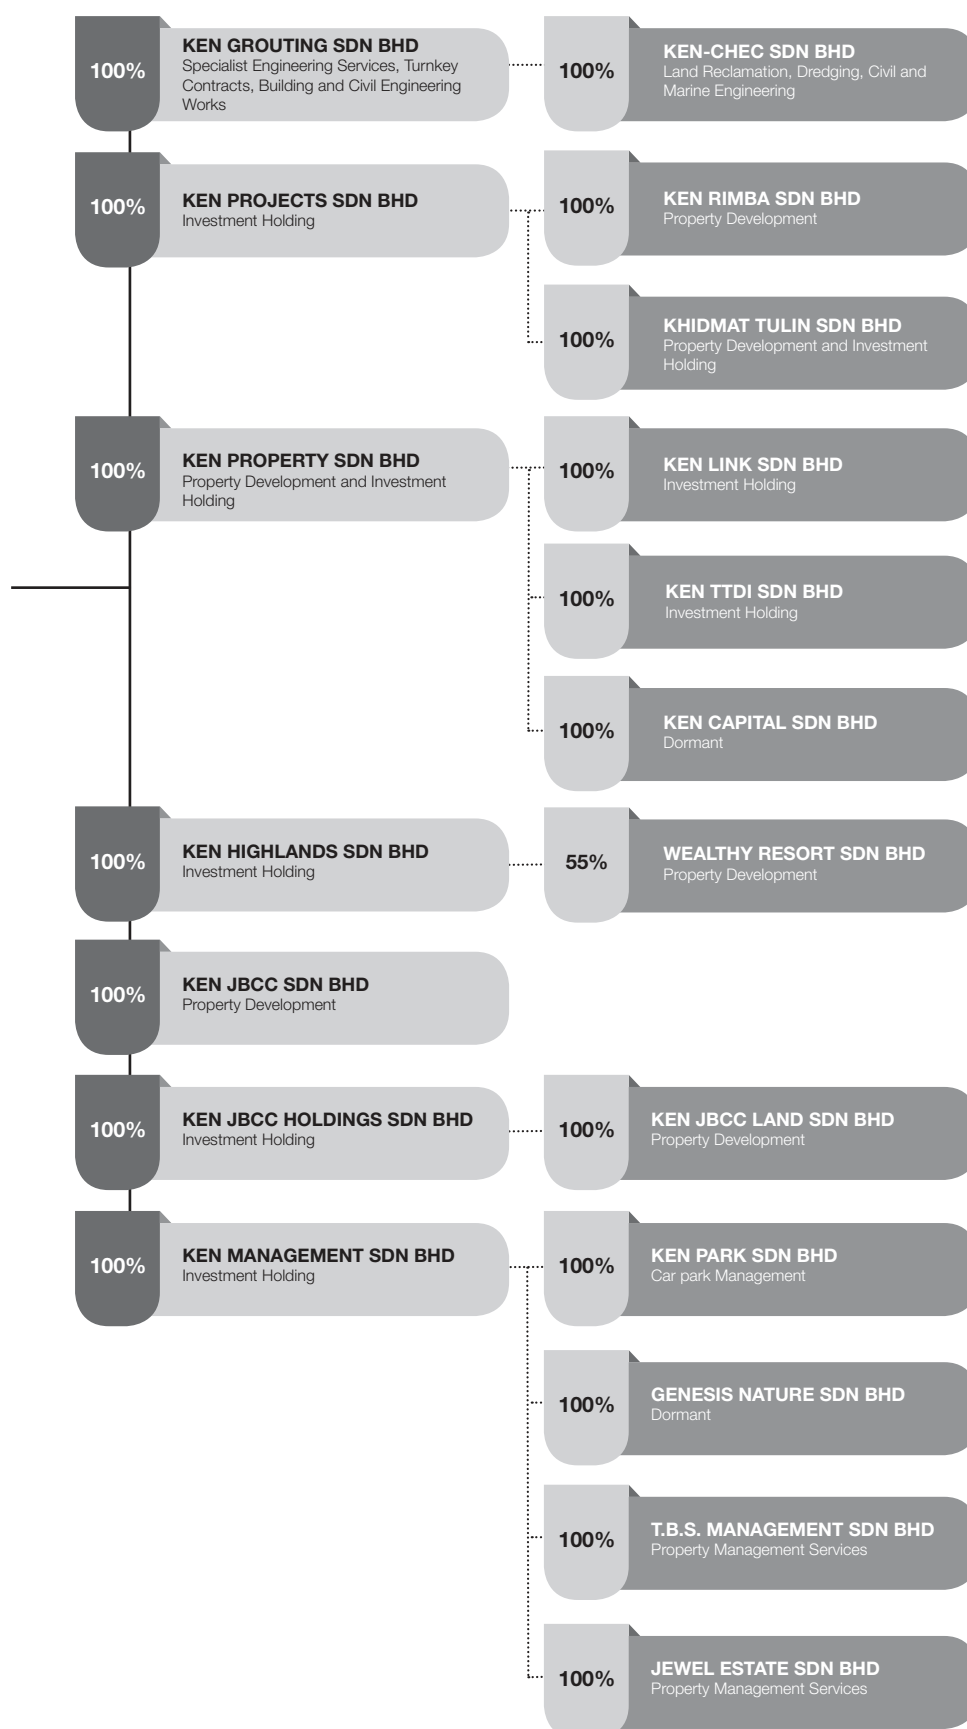 100%
KEN GROUTING SDN BHD
Specialist Engineering Services, Turnkey
Contracts, Building and Civil Engineering
Works
100%
KEN-CHEC SDN BHD
Land Reclamation, Dredging, Civil and
Marine Engineering
100%
KEN PROJECTS SDN BHD
Investment Holding
100%
KEN RIMBA SDN BHD
Property Development
100%
KHIDMAT TULIN SDN BHD
Property Development and Investment
Holding
100%
KEN PROPERTY SDN BHD
Property Development and Investment
Holding
100%
KEN LINK SDN BHD
Investment Holding
100%
KEN TTDI SDN BHD
Investment Holding
100%
KEN CAPITAL SDN BHD
Dormant
100%
KEN HIGHLANDS SDN BHD
Investment Holding
55%
WEALTHY RESORT SDN BHD
Property Development
100%
KEN JBCC SDN BHD
Property Development
100%
KEN JBCC HOLDINGS SDN BHD
Investment Holding
100%
KEN JBCC LAND SDN BHD
Property Development
100%
KEN MANAGEMENT SDN BHD
Investment Holding
100%
KEN PARK SDN BHD
Car park Management
100%
GENESIS NATURE SDN BHD
Dormant
100%
T.B.S. MANAGEMENT SDN BHD
Property Management Services
100%
JEWEL ESTATE SDN BHD
Property Management Services